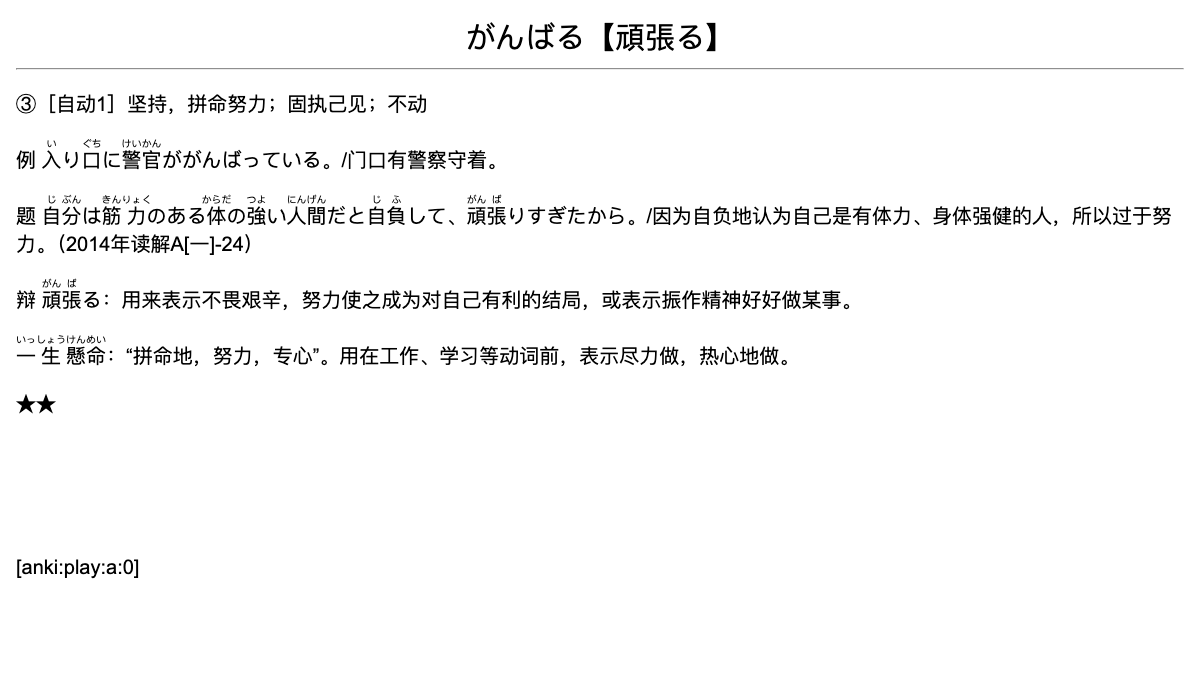 がんばる【頑張る】
③［自动1］坚持，拼命努力；固执己见；不动
い ぐち けいかん
例 入り口に警官ががんばっている。/门口有警察守着。
じ ぶん きんりょく からだ つよ にんげん じ ふ がん ば
题 自分は筋力のある体の強い人間だと自負して、頑張りすぎたから。/因为自负地认为自己是有体力、身体强健的人，所以过于努
力。（2014年读解A[一]-24）
がん ば
辩 頑張る：用来表示不畏艰辛，努力使之成为对自己有利的结局，或表示振作精神好好做某事。
いっしょうけんめい
一生懸命：“拼命地，努力，专心”。用在工作、学习等动词前，表示尽力做，热心地做。
★★
[anki:play:a:0]